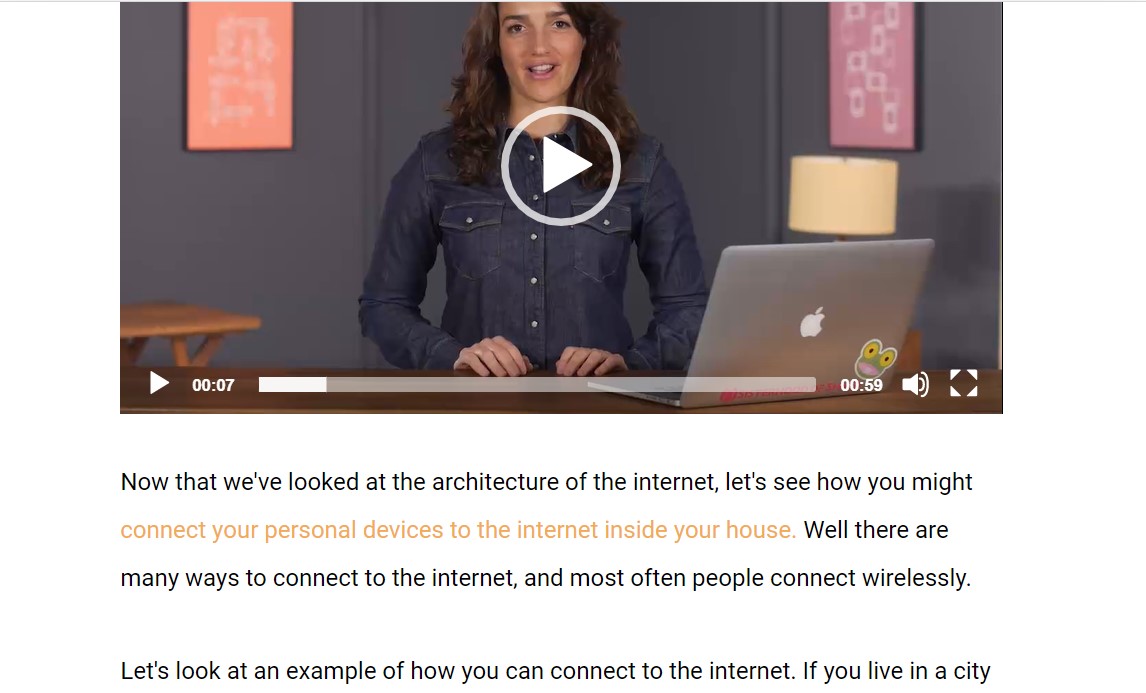 00:07
00:59
Now that we've looked at the architecture of the internet, let's see how you might
connect your personal devices to the internet inside your house. Well there are
many ways to connect to the internet, and most often people connect wirelessly.
Let's look at an example of how you can connect to the internet. If you live in a city